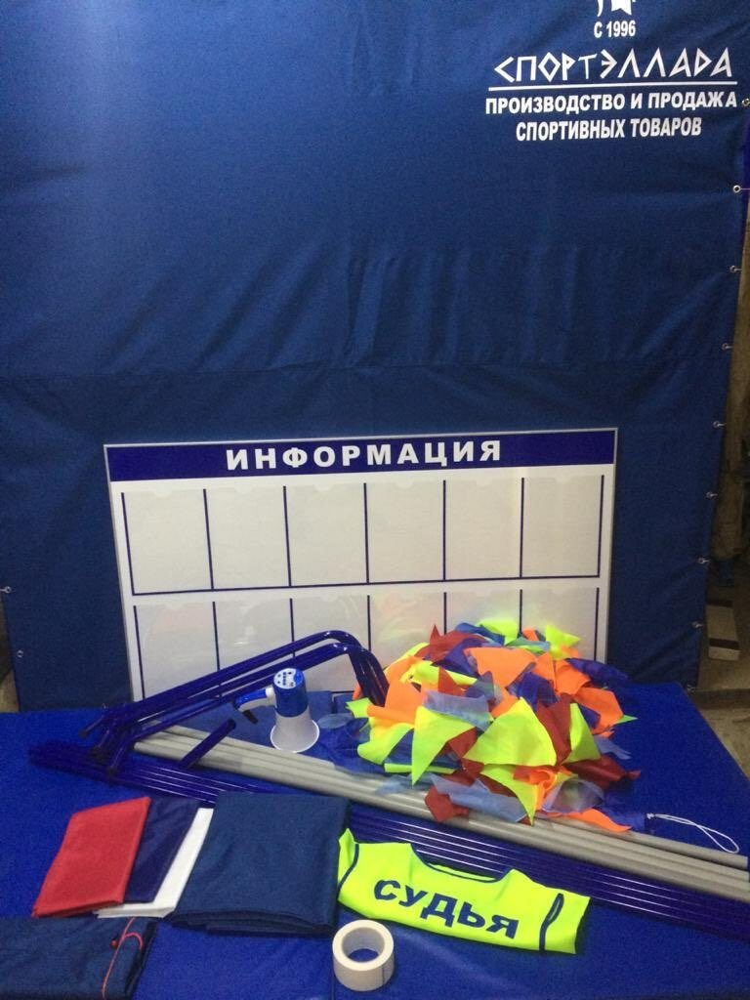 С 1996
СПОРТЭЛЛАДА
ПРОИЗВОДСТВО И ПРОДАЖА
СПОРТИВНЫХ ТОВАРОВ
ИНФОРМАЦИЯ
СУДЬЯ